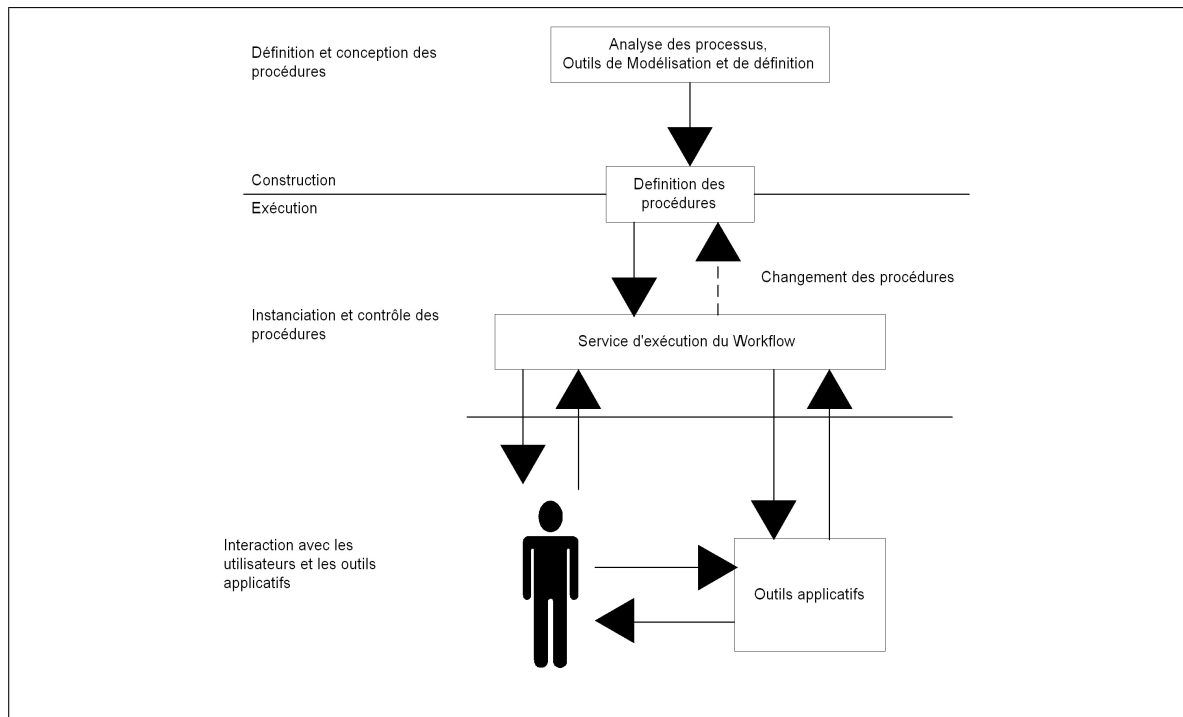 Définition et conception des
procédures
Analyse des processus,
Outils de Modélisation et de définition
Construction
Exécution
Definition des
procédures
Changement des procédures
Instanciation et contrôle des
procédures
Service d'exécution du Workflow
Interaction avec les
utilisateurs et les outils
applicatifs
Outils applicatifs